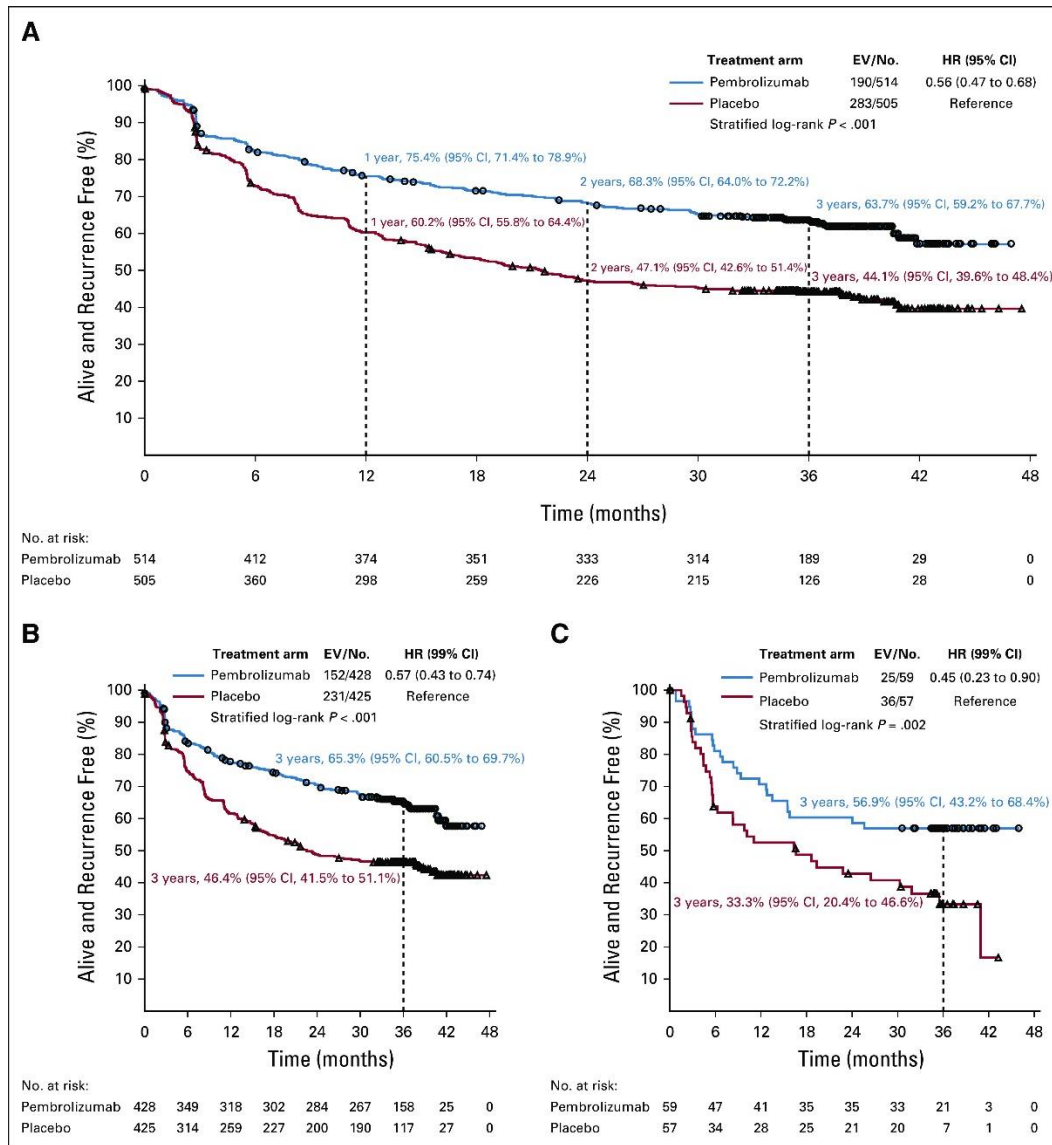 A
Treatment arm EV/No. HR (95% CI)
Pembrolizumab 190/514 0.56 (0.47 to 0.68)
Placebo 283/505 Reference
Stratified log-rank P < .001
Alive and Recurrence Free (%)
100
90
80
70
60
50
40
30
20
10
1 year, 75.4% (95% CI, 71.4% to 78.9%)
2 years, 68.3% (95% CI, 64.0% to 72.2%)
3 years, 63.7% (95% CI, 59.2% to 67.7%)
1 year, 60.2% (95% CI, 55.8% to 64.4%)
2 years, 47.1% (95% CI, 42.6% to 51.4%)
3 years, 44.1% (95% CI, 39.6% to 48.4%)
0 6 12 18 24 30 36 42 48
Time (months)
No. at risk:
Pembrolizumab 514 412 374 351 333 314 189 29 0
Placebo 505 360 298 259 226 215 126 28 0
B
Treatment arm EV/No. HR (99% CI)
Pembrolizumab 152/428 0.57 (0.43 to 0.74)
Placebo 231/425 Reference
Stratified log-rank P < .001
Alive and Recurrence Free (%)
100
90
80
70
60
50
40
30
20
10
3 years, 65.3% (95% CI, 60.5% to 69.7%)
3 years, 46.4% (95% CI, 41.5% to 51.1%)
0 6 12 18 24 30 36 42 48
Time (months)
No. at risk:
Pembrolizumab 428 349 318 302 284 267 158 25 0
Placebo 425 314 259 227 200 190 117 27 0
C
Treatment arm EV/No. HR (99% CI)
Pembrolizumab 25/59 0.45 (0.23 to 0.90)
Placebo 36/57 Reference
Stratified log-rank P = .002
Alive and Recurrence Free (%)
100
90
80
70
60
50
40
30
20
10
3 years, 56.9% (95% CI, 43.2% to 68.4%)
3 years, 33.3% (95% CI, 20.4% to 46.6%)
0 6 12 18 24 30 36 42 48
Time (months)
No. at risk:
Pembrolizumab 59 47 41 35 35 33 21 3 0
Placebo 57 34 28 25 21 20 7 1 0